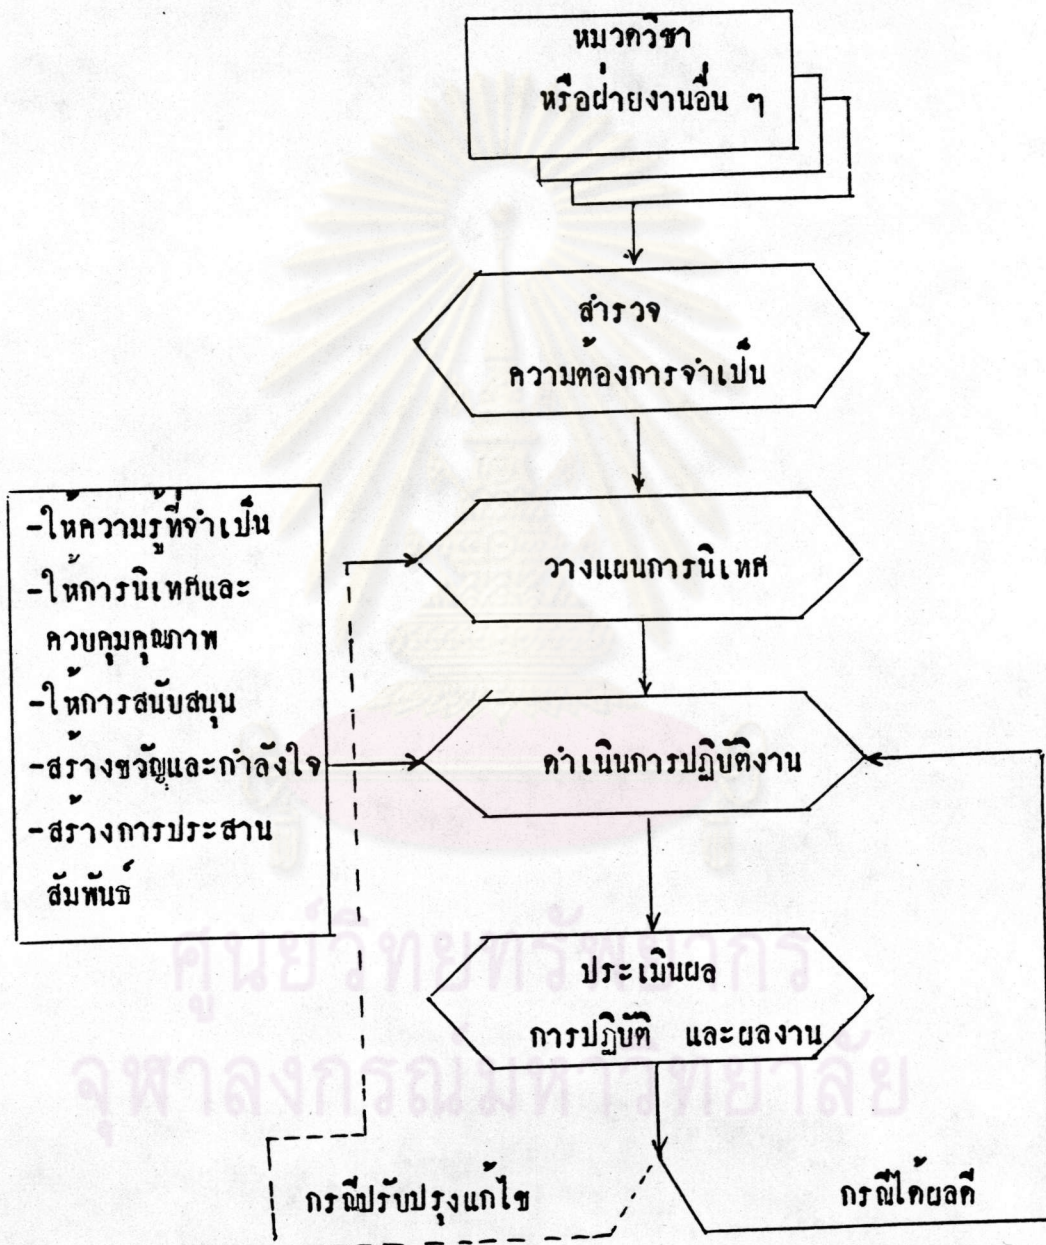 หมวดวิชา
หรือฝ่ายงานอื่น ๆ
สำรวจ
ความต้องการจำเป็น
-ให้ความรู้ที่จำเป็น
-ให้การนิเทศและ
ควบคุมคุณภาพ
-ให้การสนับสนุน
-สร้างขวัญและกำลังใจ
-สร้างการประสาน
สัมพันธ์
วางแผนการนิเทศ
ดำเนินการปฏิบัติงาน
ประเมินผล
การปฏิบัติ และผลงาน
กรณีปรับปรุงแก้ไข
กรณีได้ผลดี
ศูนย์วิทยทรัพยากร
จุฬาลงกรณ์มหาวิทยาลัย